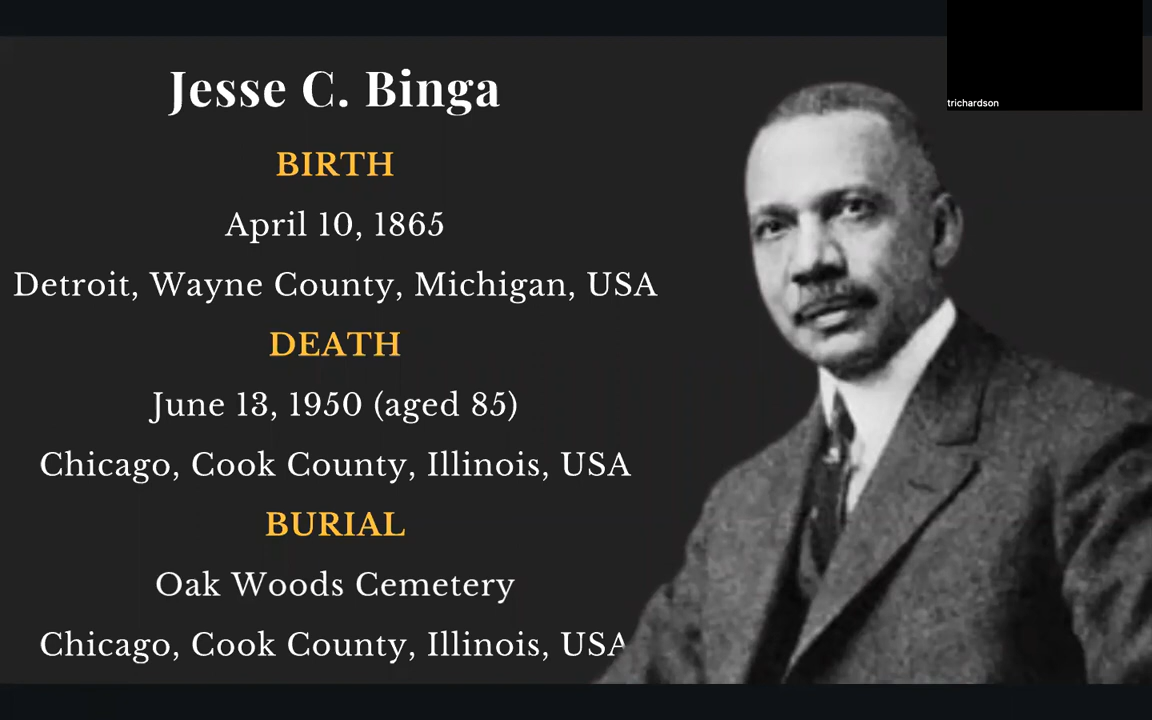 Jesse C. Binga
BIRTH
April 10, 1865
Detroit, Wayne County, Michigan, USA
DEATH
June 13, 1950 (aged 85)
Chicago, Cook County, Illinois, USA
BURIAL
Oak Woods Cemetery
Chicago, Cook County, Illinois, USA
trichardson